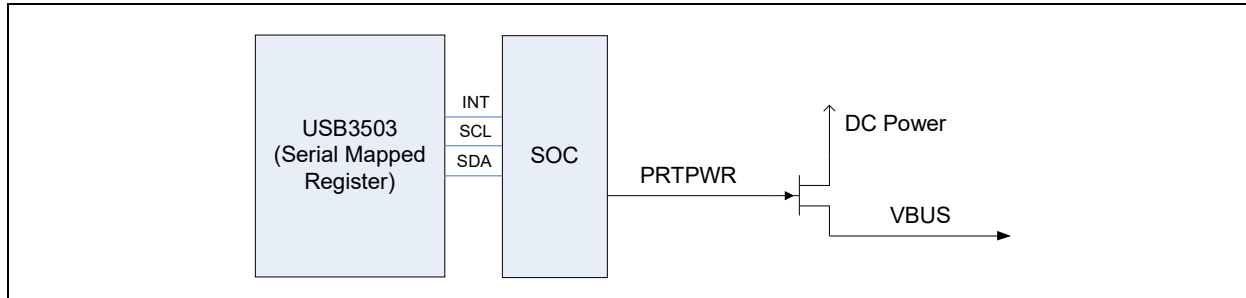 USB3503
(Serial Mapped
Register)
INT
SCL
SDA
SOC
PRTPWR
DC Power
VBUS